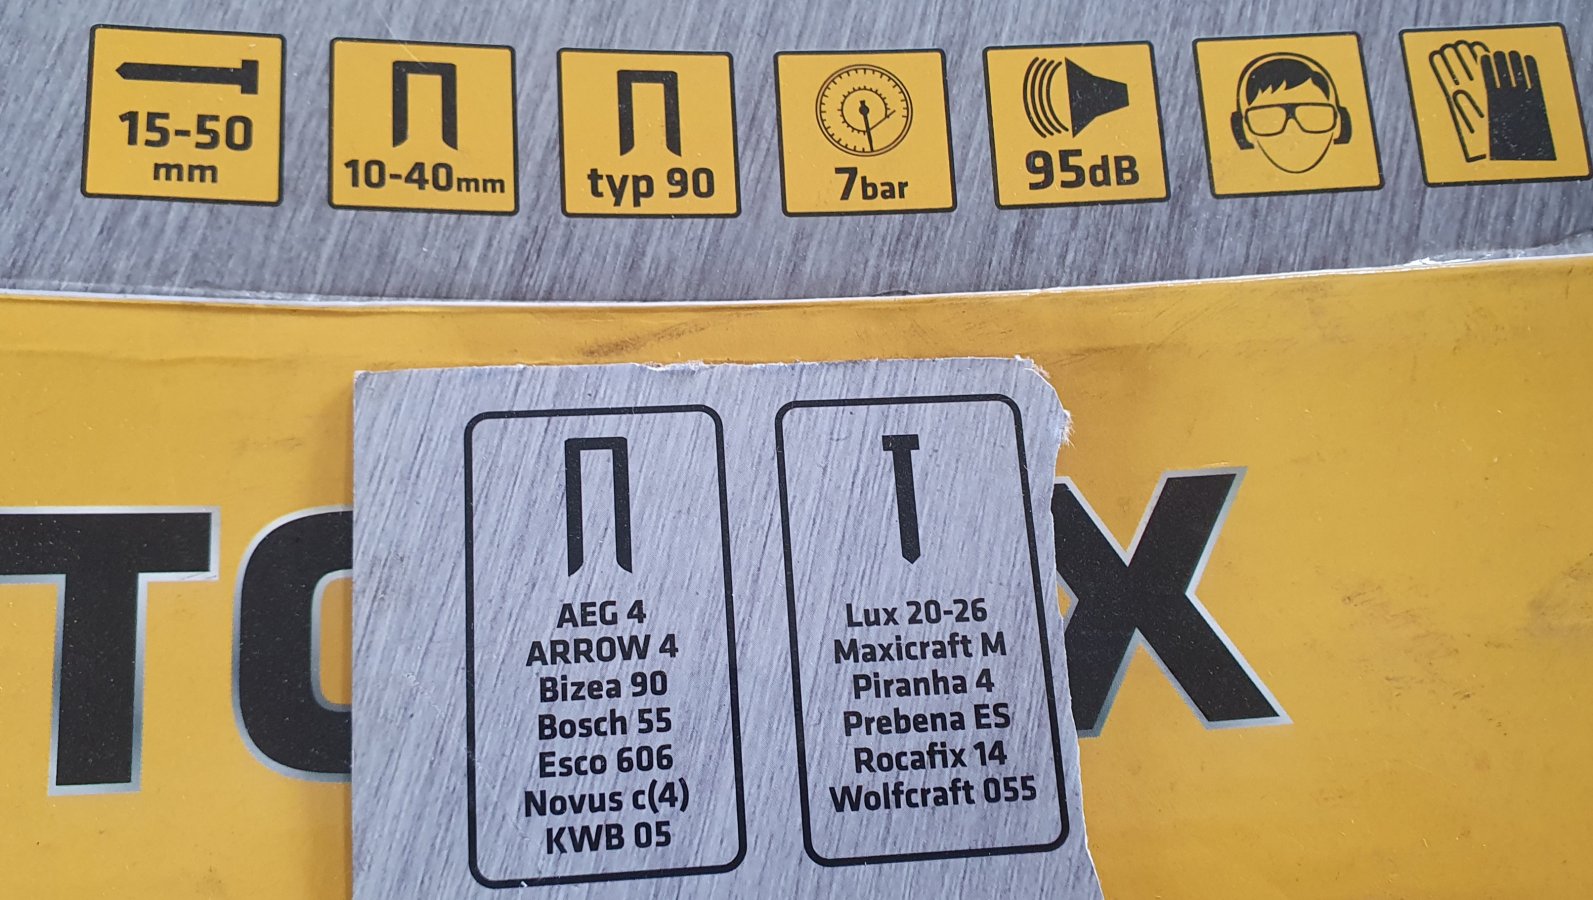 15-50
mm
10-40mm
typ 90
7bar
95dB
AEG 4
ARROW 4
Bizea 90
Bosch 55
Esco 606
Novus c(4)
KWB 05
Lux 20-26
Maxicraft M
Piranha 4
Prebena ES
Rocafix 14
Wolfcraft 055